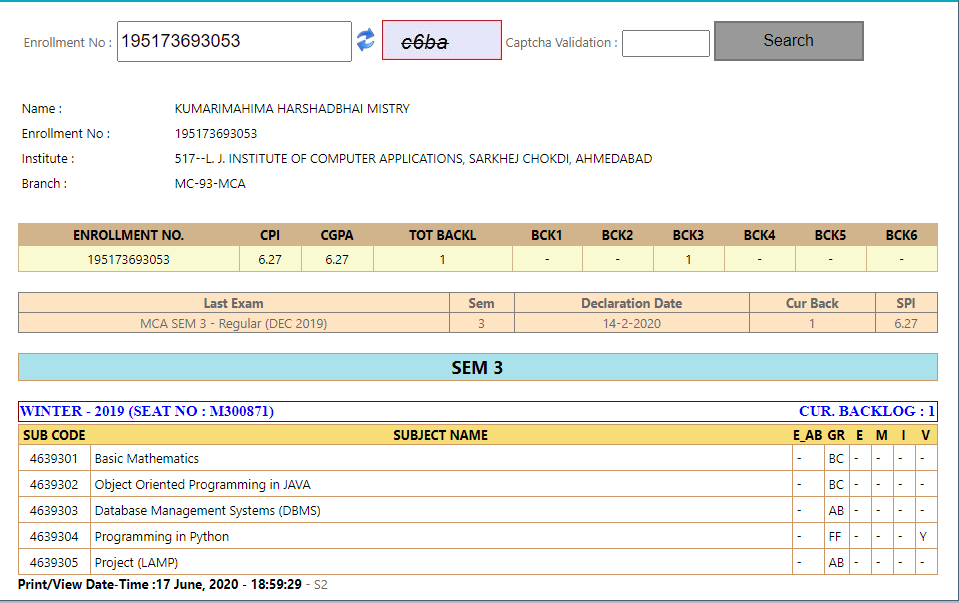 Enrollment No : 195173693053 c6ba Captcha Validation : Search
Name : KUMARIMAHIMA HARSHADBHAI MISTRY
Enrollment No : 195173693053
Institute : 517--L. J. INSTITUTE OF COMPUTER APPLICATIONS, SARKHEJ CHOKDI, AHMEDABAD
Branch : MC-93-MCA
ENROLLMENT NO. CPI CGPA TOT BACKL BCK1 BCK2 BCK3 BCK4 BCK5 BCK6
195173693053 6.27 6.27 1 - - 1 - - -
Last Exam Sem Declaration Date Cur Back SPI
MCA SEM 3 - Regular (DEC 2019) 3 14-2-2020 1 6.27
SEM 3
WINTER - 2019 (SEAT NO : M300871) CUR. BACKLOG : 1
SUB CODE SUBJECT NAME E_AB GR E M I V
4639301 Basic Mathematics - BC - - - -
4639302 Object Oriented Programming in JAVA - BC - - - -
4639303 Database Management Systems (DBMS) - AB - - - -
4639304 Programming in Python - FF - - - Y
4639305 Project (LAMP) - AB - - - -
Print/View Date-Time :17 June, 2020 - 18:59:29 - S2